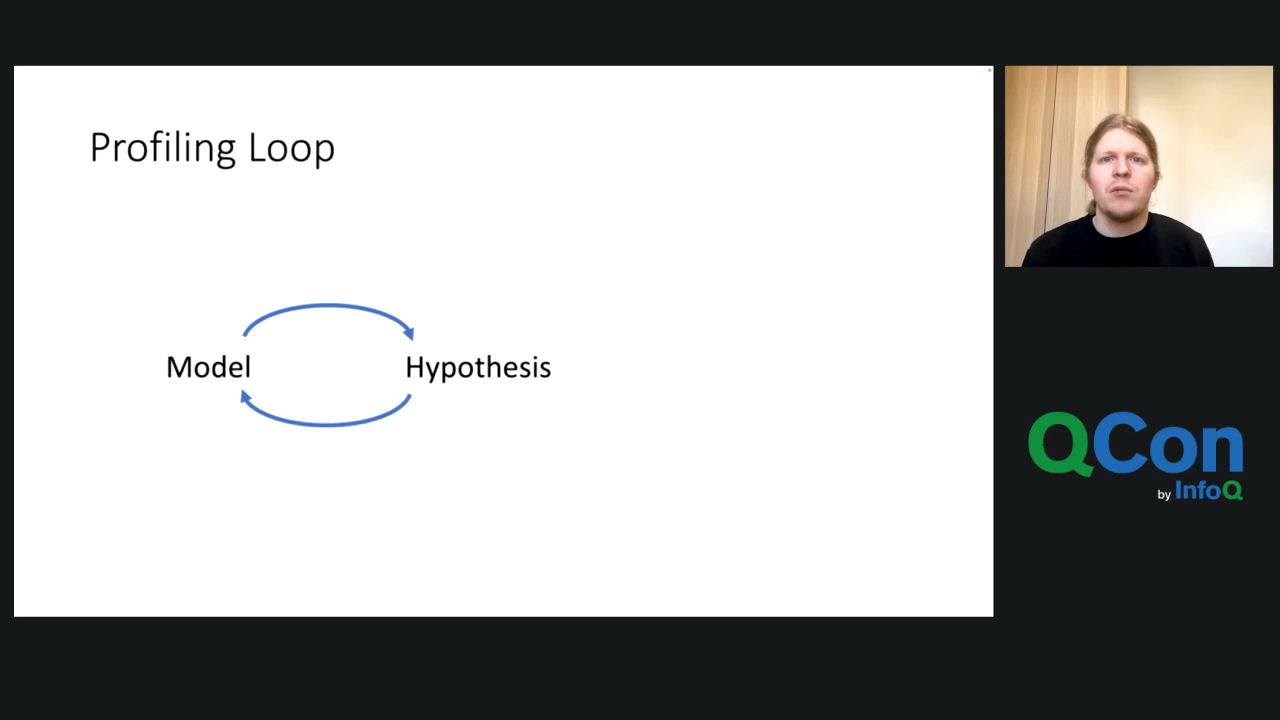 Profiling Loop
Model
Hypothesis
QCon
by InfoQ